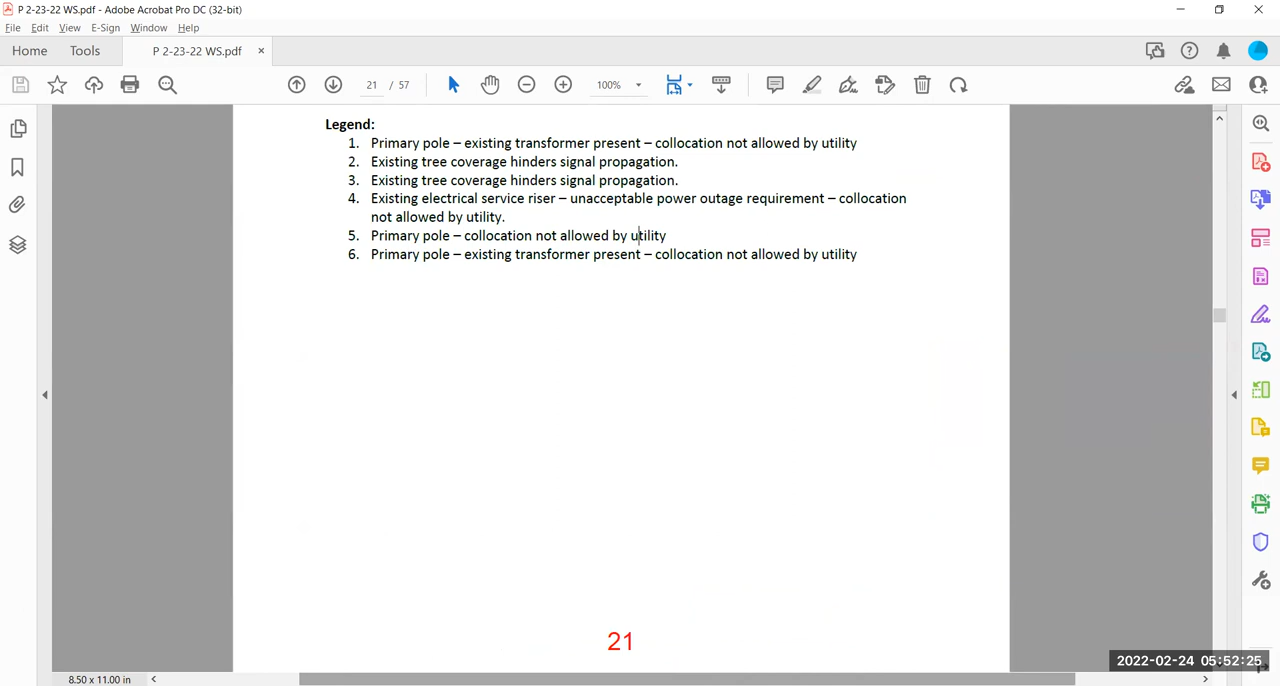 P 2-23-22 WS.pdf - Adobe Acrobat Pro DC (32-bit)
File Edit View E-Sign Window Help
Home Tools P 2-23-22 WS.pdf ×
21 / 57 100%
Legend:
1. Primary pole – existing transformer present – collocation not allowed by utility
2. Existing tree coverage hinders signal propagation.
3. Existing tree coverage hinders signal propagation.
4. Existing electrical service riser – unacceptable power outage requirement – collocation
not allowed by utility.
5. Primary pole – collocation not allowed by utility
6. Primary pole – existing transformer present – collocation not allowed by utility
21
2022-02-24 05:52:25
8.50 x 11.00 in